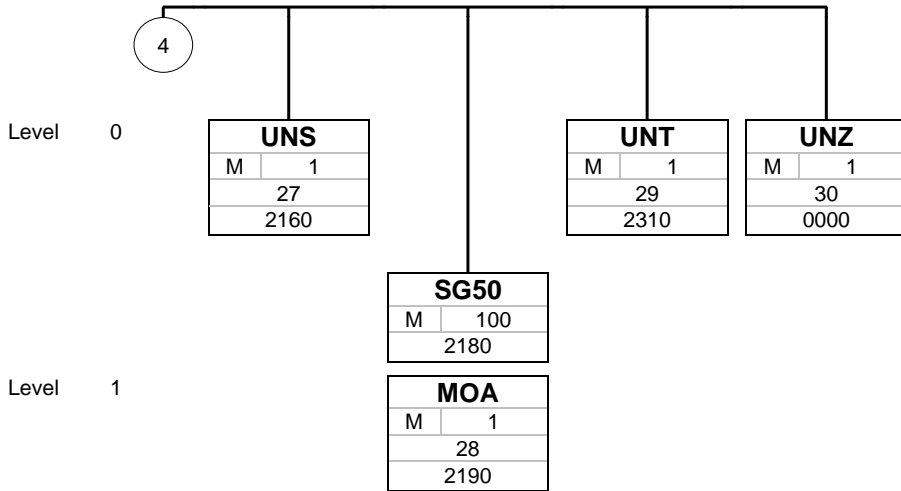 4
Level 0
UNS UNT UNZ
M 1 M 1 M 1
27 29 30
2160 2310 0000
SG50
M 100
2180
Level 1
MOA
M 1
28
2190